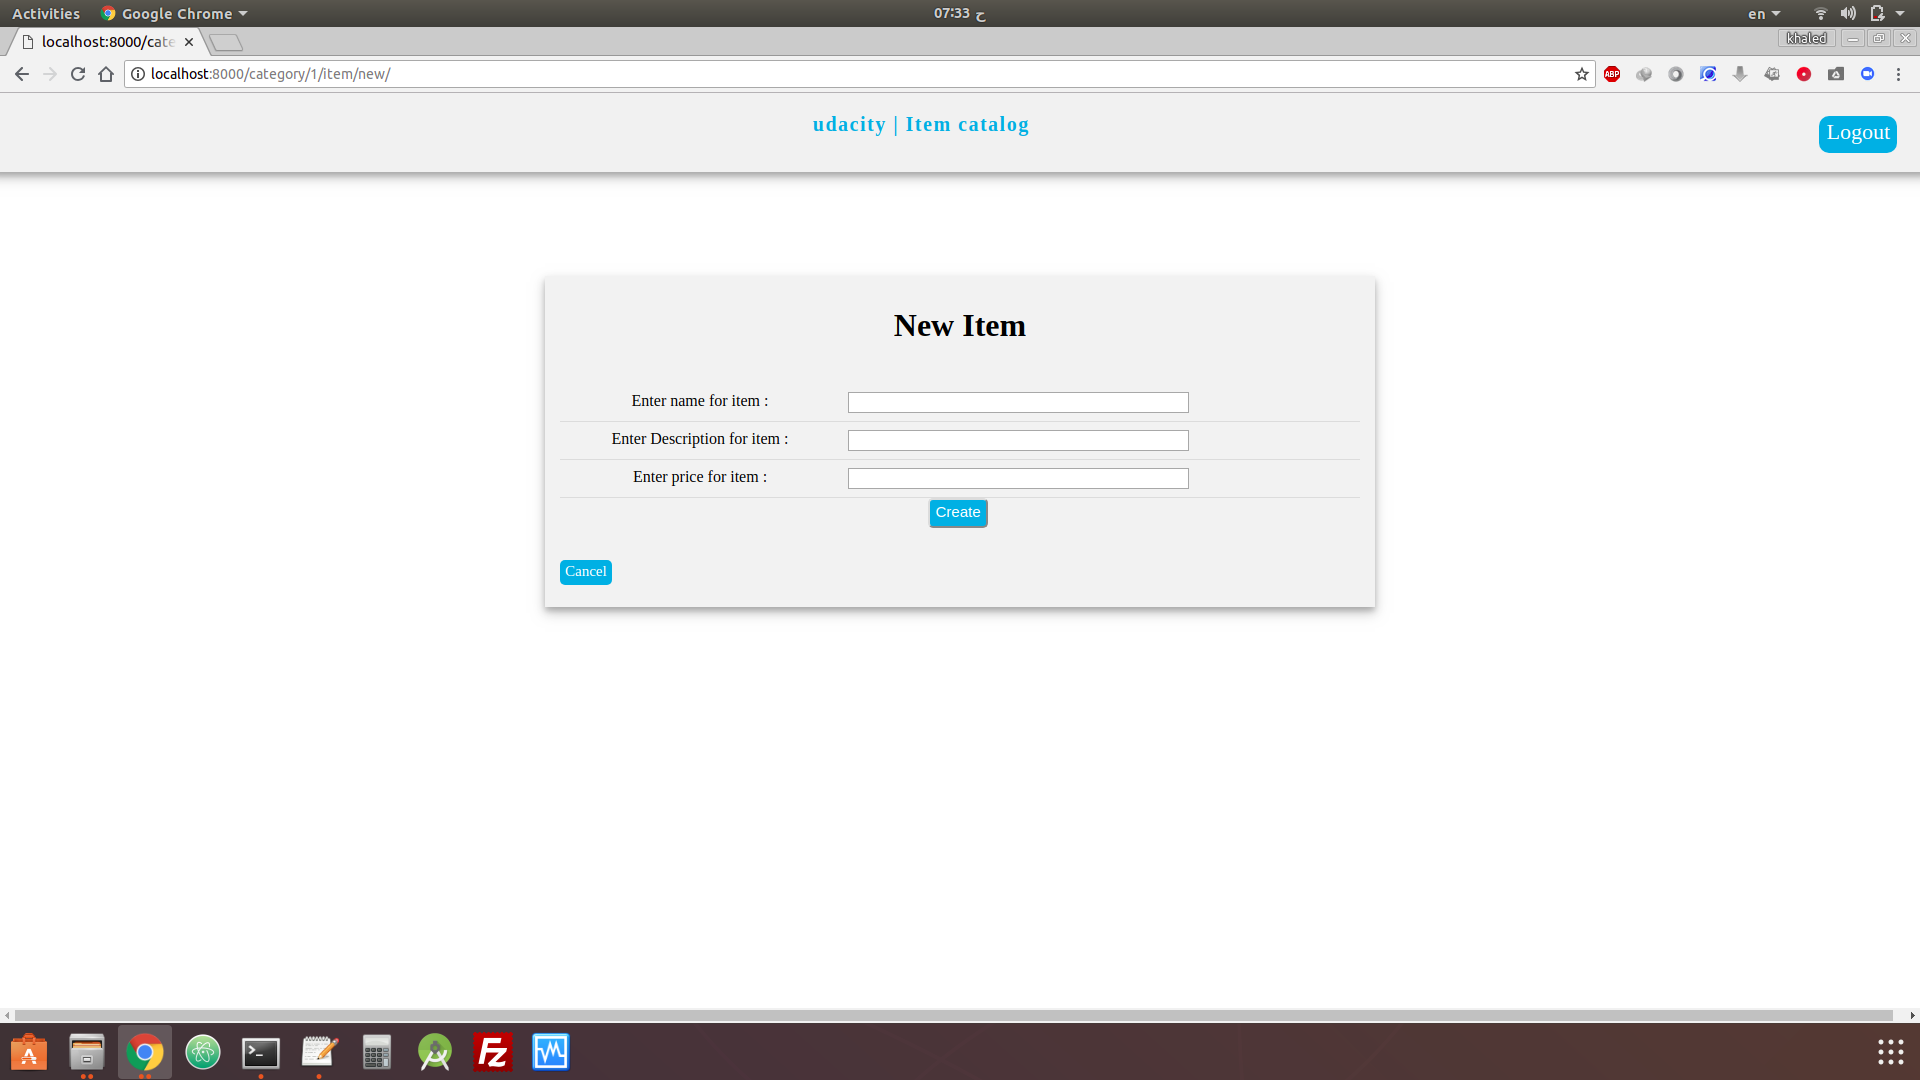 Activities Google Chrome 07:33 ح en
localhost:8000/cate khaled
localhost:8000/category/1/item/new/ ABP
udacity | Item catalog
Logout
New Item
Enter name for item :
Enter Description for item :
Enter price for item :
Create
Cancel